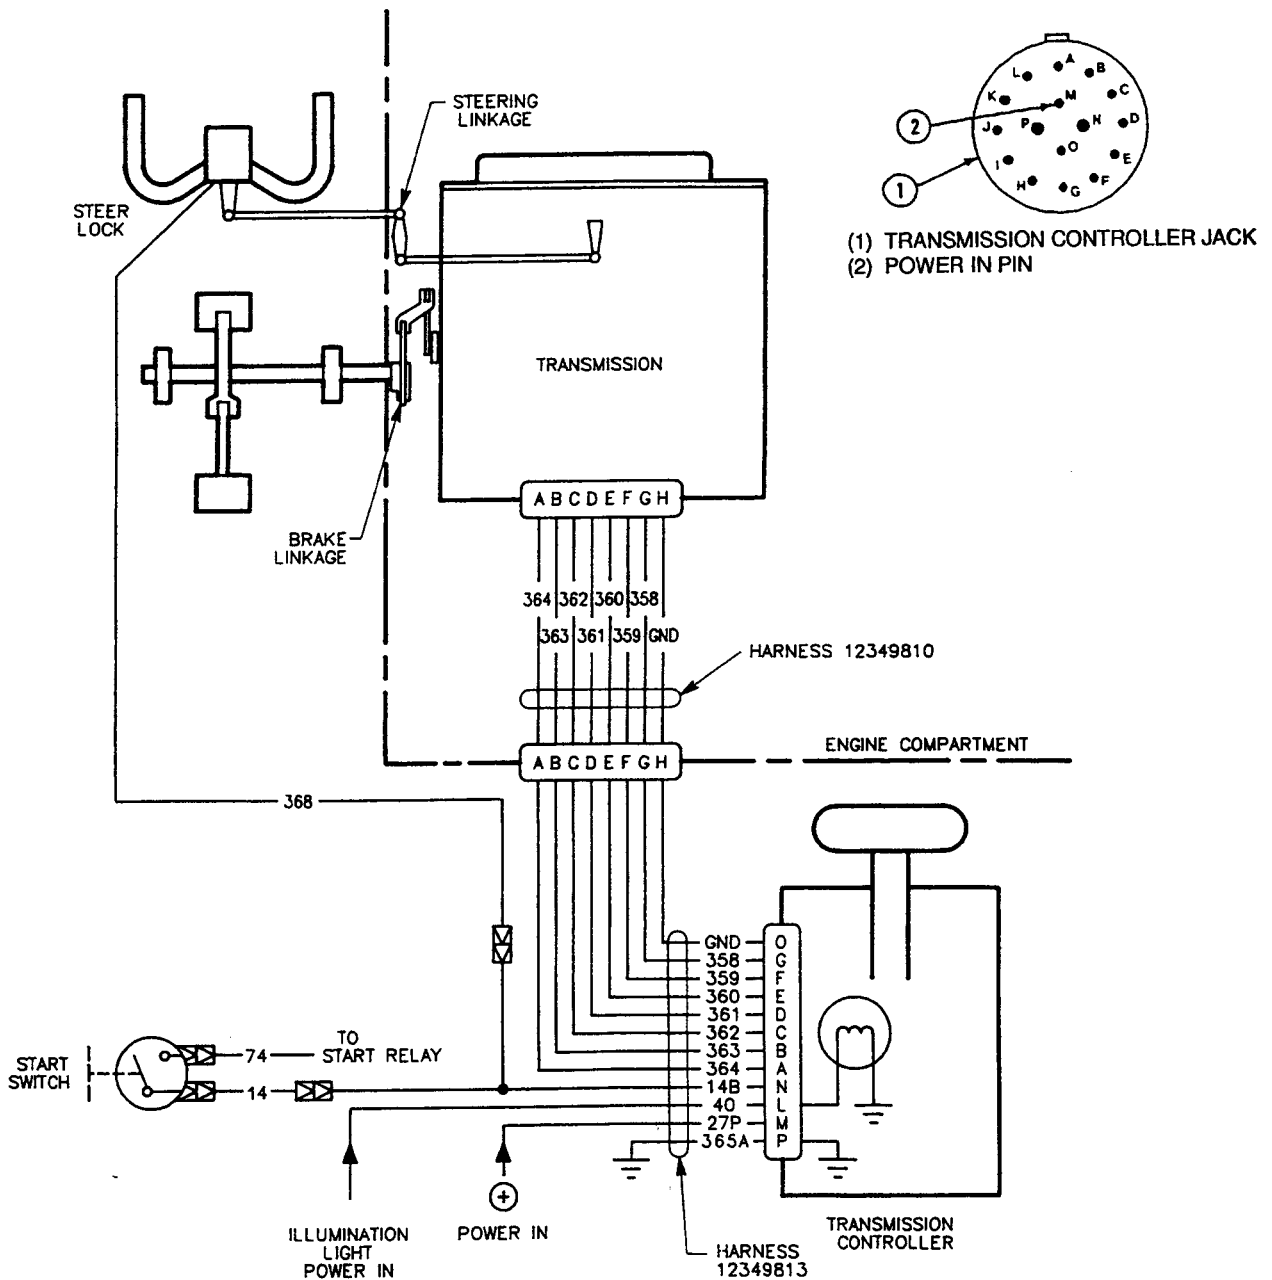 STEERING
LINKAGE
STEER
LOCK
TRANSMISSION
BRAKE
LINKAGE
A
B
C
D
E
F
G
H
I
J
K
L
M
N
O
P
2
1
(1) TRANSMISSION CONTROLLER JACK
(2) POWER IN PIN
A B C D E F G H
364 362 360 358
363 361 359 GND
HARNESS 12349810
A B C D E F G H
ENGINE COMPARTMENT
368
GND O
358 G
359 F
360 E
361 D
362 C
363 B
364 A
14B N
40 L
27P M
365A P
START
SWITCH
74
TO
START RELAY
14
ILLUMINATION
LIGHT
POWER IN
+
POWER IN
HARNESS
12349813
TRANSMISSION
CONTROLLER